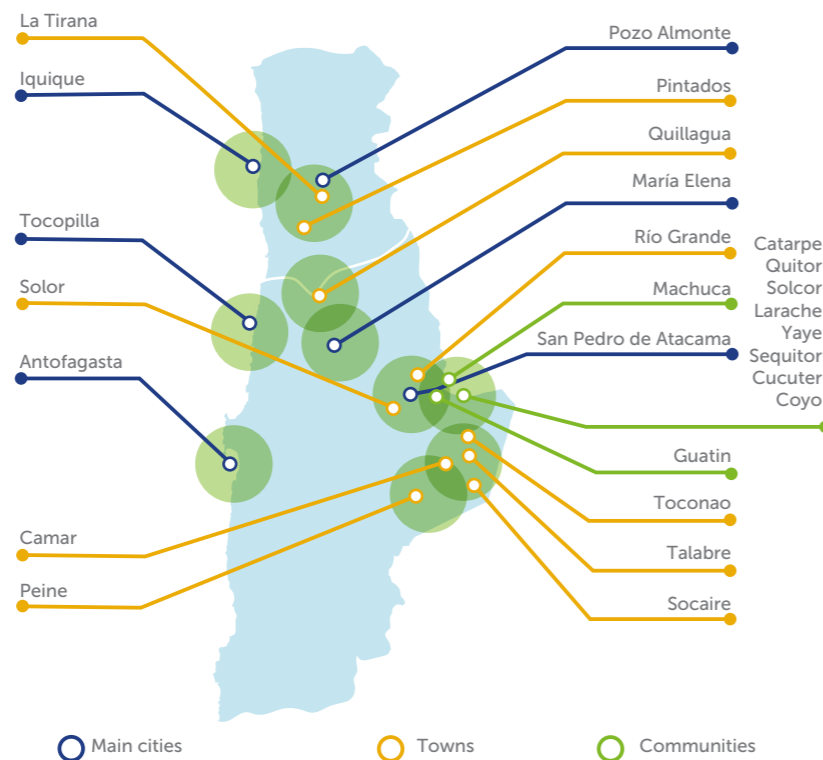 La Tirana
Iquique
Tocopilla
Solor
Antofagasta
Camar
Peine
Pozo Almonte
Pintados
Quillagua
María Elena
Río Grande
Machuca
San Pedro de Atacama
Catarpe
Quitor
Solcor
Larache
Yaye
Sequitor
Cucuter
Coyo
Guatin
Toconao
Talabre
Socaire
Main cities
Towns
Communities